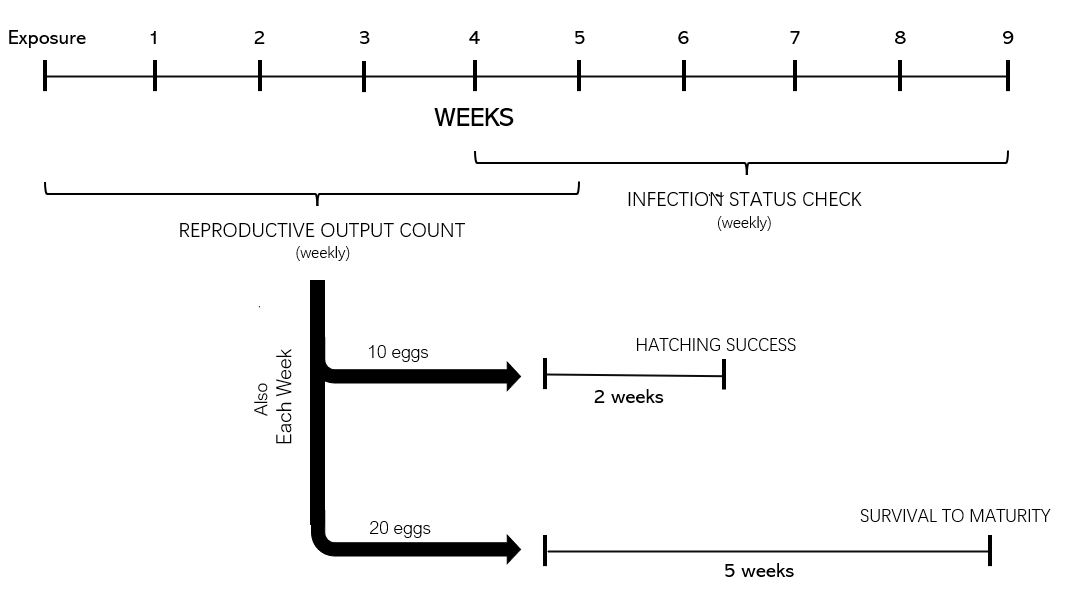 Exposure 1 2 3 4 5 6 7 8 9
WEEKS
INFECTION STATUS CHECK
(weekly)
REPRODUCTIVE OUTPUT COUNT
(weekly)
Also
Each Week
10 eggs
HATCHING SUCCESS
2 weeks
20 eggs
SURVIVAL TO MATURITY
5 weeks